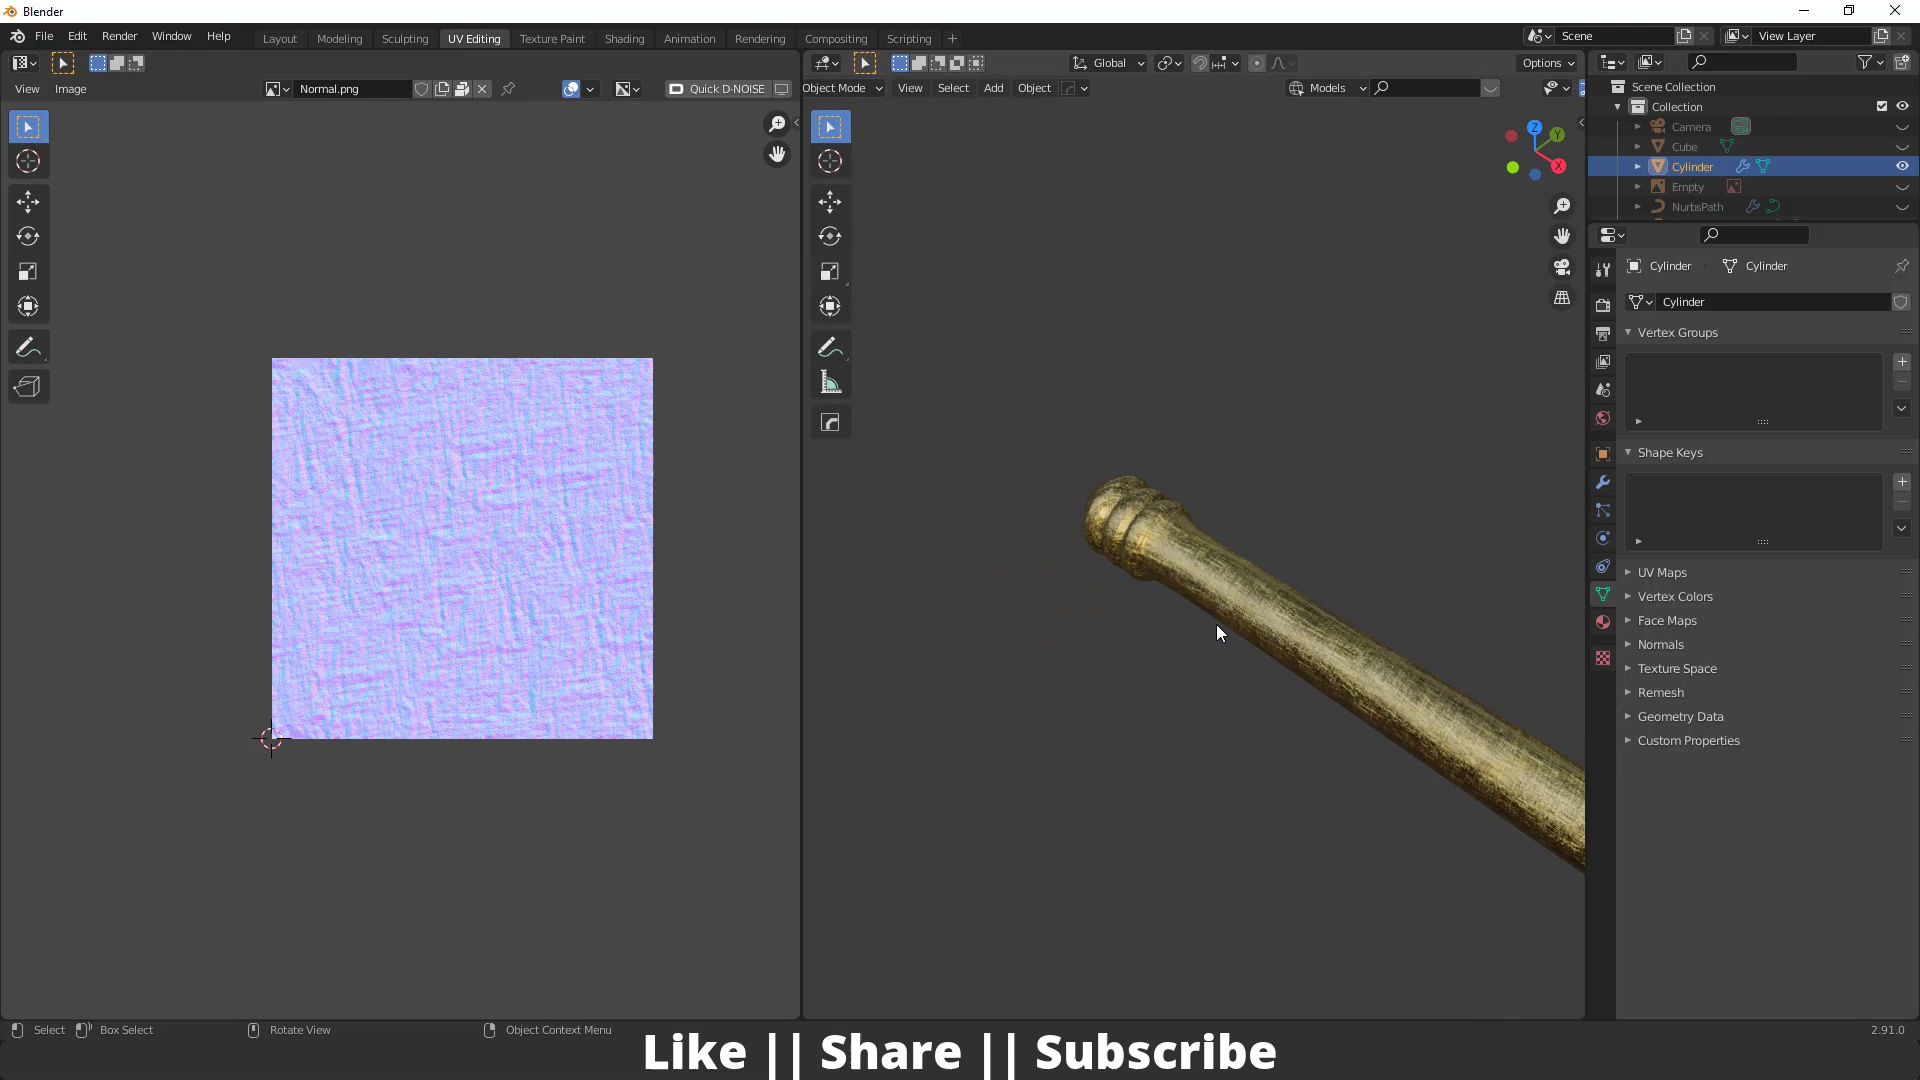 Blender
File Edit Render Window Help
Layout Modeling Sculpting UV Editing Texture Paint Shading Animation Rendering Compositing Scripting
Scene
View Layer
Global
Options
View Image
Normal.png
Quick D-NOISE
Object Mode View Select Add Object
Models
Scene Collection
Collection
Camera
Cube
Cylinder
Empty
NurbsPath
Z
Y
X
Cylinder Cylinder
Cylinder
Vertex Groups
Shape Keys
UV Maps
Vertex Colors
Face Maps
Normals
Texture Space
Remesh
Geometry Data
Custom Properties
Select Box Select Rotate View Object Context Menu
2.91.0
Like || Share || Subscribe